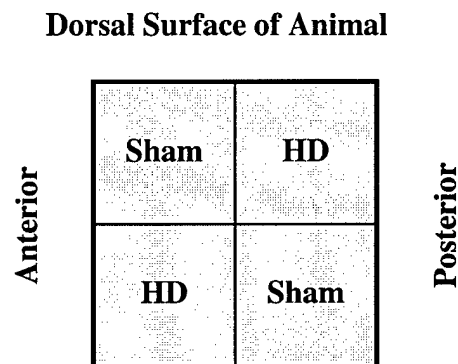 Dorsal Surface of Animal
Sham HD
Anterior
Posterior
HD Sham